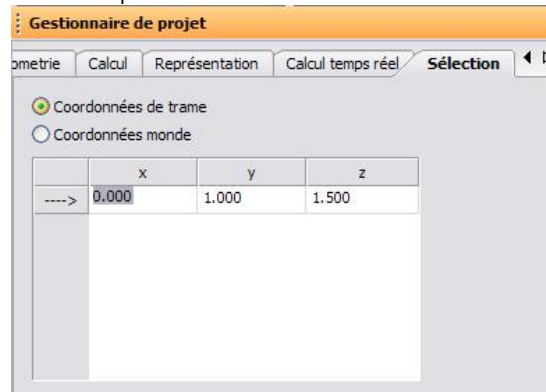 Gestionnaire de projet
ometrie Calcul Représentation Calcul temps réel Sélection
Coordonnées de trame
Coordonnées monde
x y z
----> 0.000 1.000 1.500